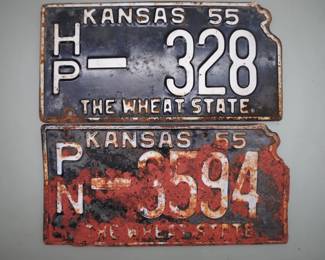 KANSAS 55
HP - 328
THE WHEAT STATE.
KANSAS 55
PN - 3594
THE WHEAT STATE